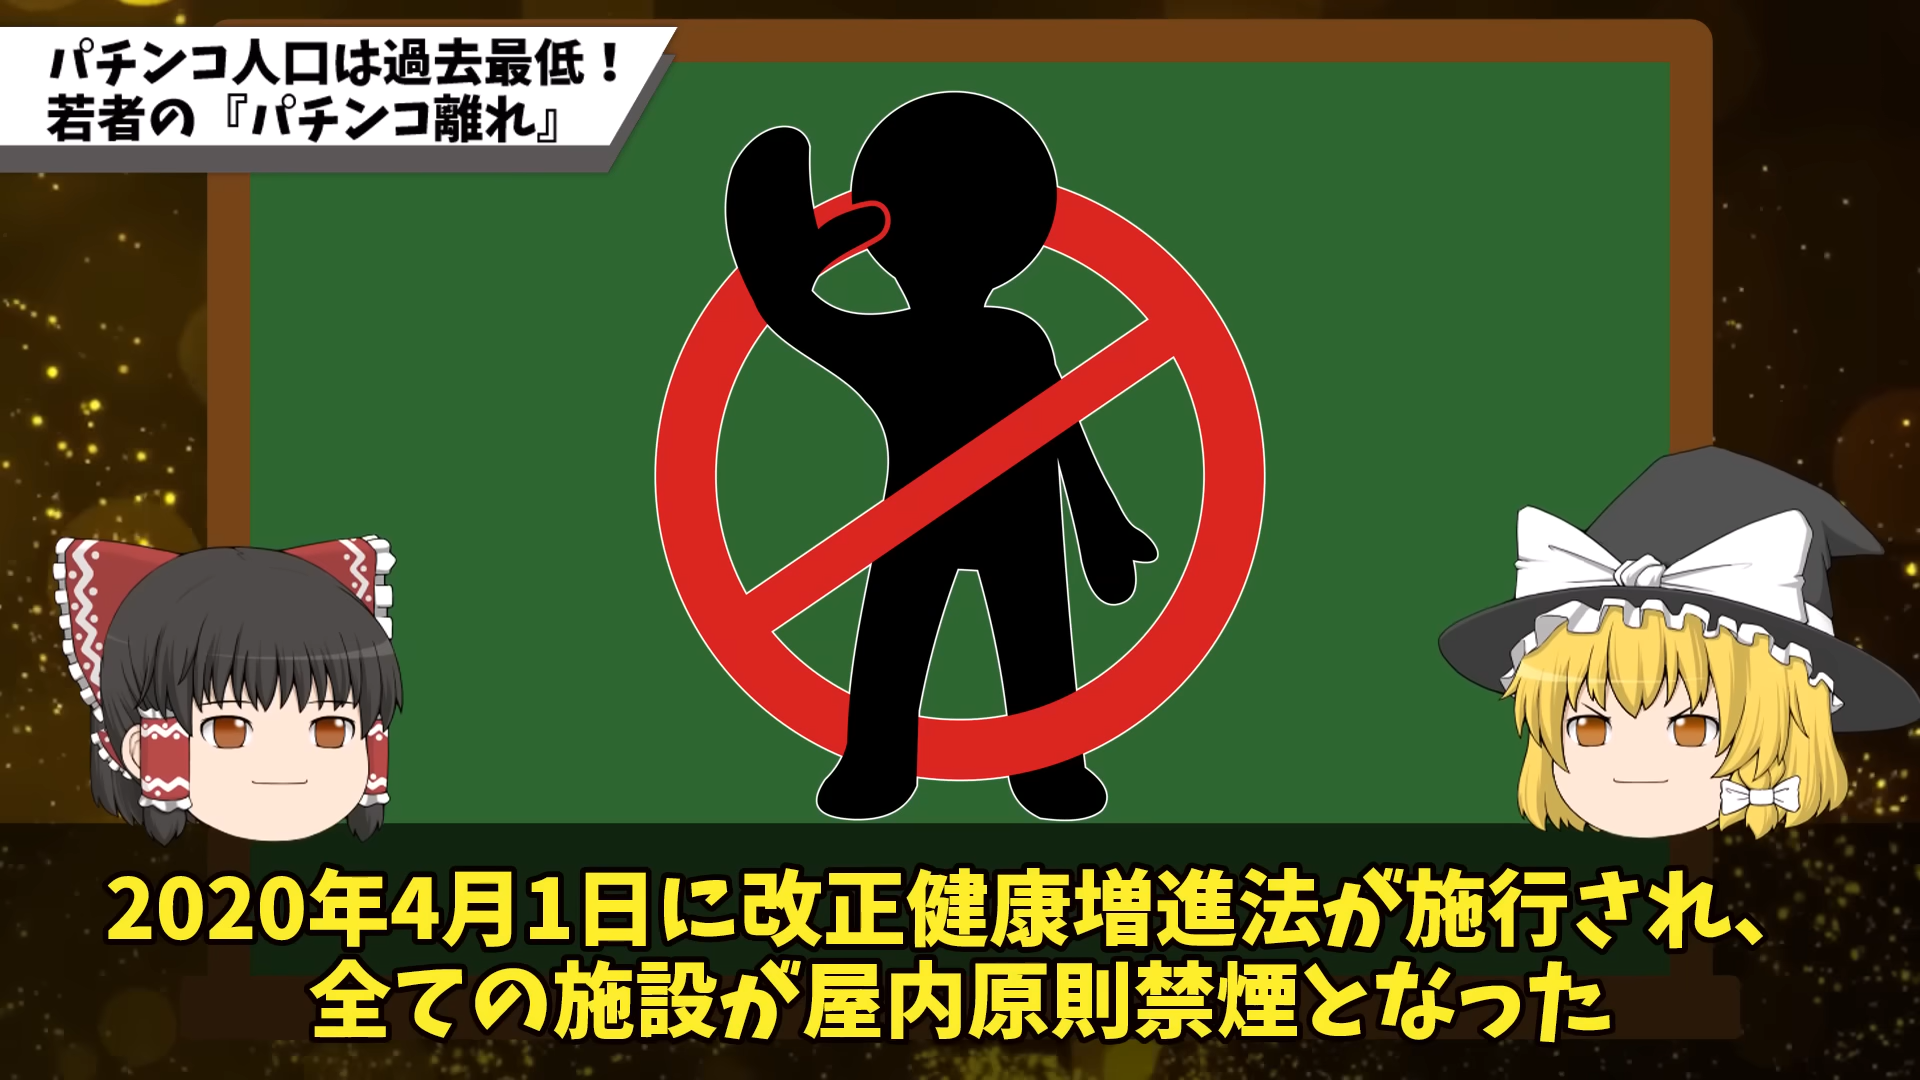 パチンコ人口は過去最低！
若者の『パチンコ離れ』
2020年4月1日に改正健康増進法が施行され、
全ての施設が屋内原則禁煙となった